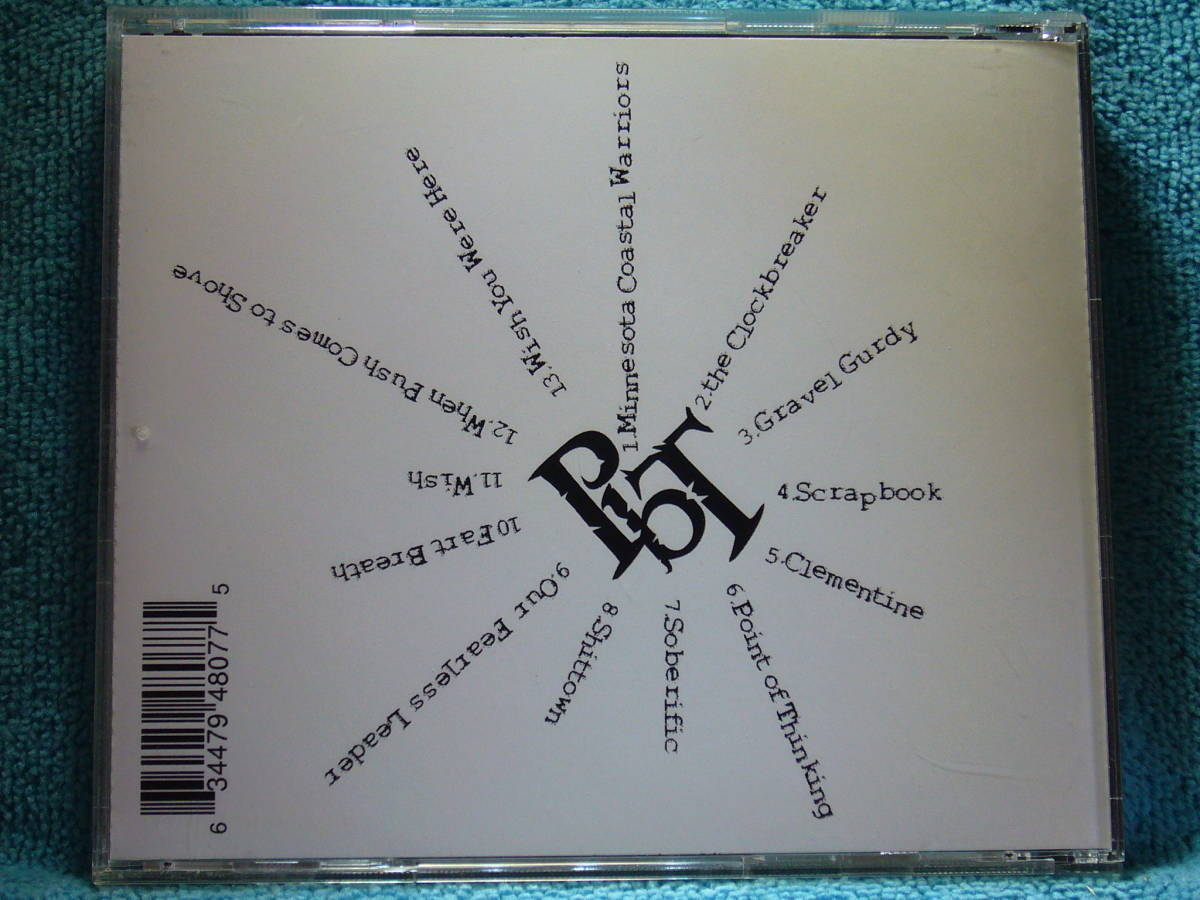 1.Minnesota Coastal Warriors
2.the Clockbreaker
3.Gravel Gurdy
4.Scrapbook
5.Clementine
6.Point of Thinking
7.Soberific
8.Shittown
9.Our Fearless Leader
10Fart Breath
11.Wish
12.When Push Comes to Shove
13.Wish You Were Here
6 34479 48077 5